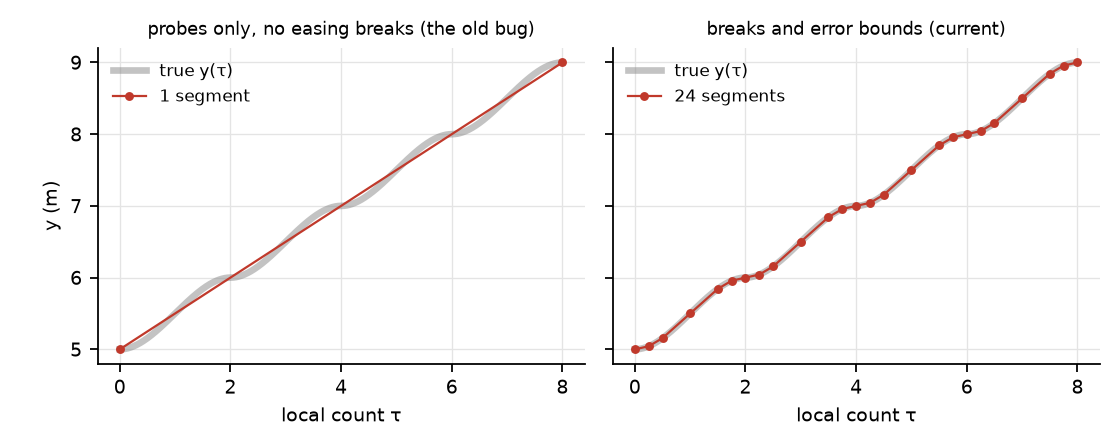 probes only, no easing breaks (the old bug)
true y(τ)
1 segment
9
8
7
6
5
y (m)
0 2 4 6 8
local count τ
breaks and error bounds (current)
true y(τ)
24 segments
0 2 4 6 8
local count τ